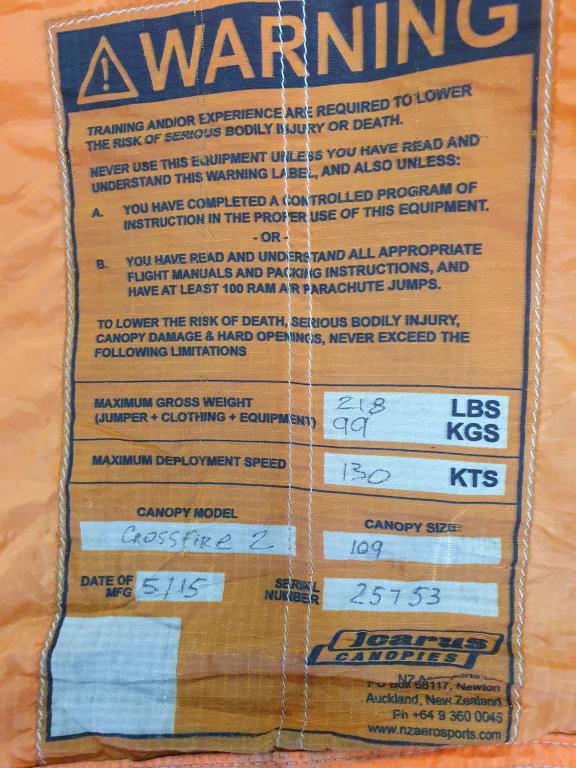 WARNING
TRAINING AND/OR EXPERIENCE ARE REQUIRED TO LOWER
THE RISK OF SERIOUS BODILY INJURY OR DEATH.
NEVER USE THIS EQUIPMENT UNLESS YOU HAVE READ AND
UNDERSTAND THIS WARNING LABEL, AND ALSO UNLESS:
A. YOU HAVE COMPLETED A CONTROLLED PROGRAM OF
INSTRUCTION IN THE PROPER USE OF THIS EQUIPMENT.
- OR -
B. YOU HAVE READ AND UNDERSTAND ALL APPROPRIATE
FLIGHT MANUALS AND PACKING INSTRUCTIONS, AND
HAVE AT LEAST 100 RAM AIR PARACHUTE JUMPS.
TO LOWER THE RISK OF DEATH, SERIOUS BODILY INJURY,
CANOPY DAMAGE & HARD OPENINGS, NEVER EXCEED THE
FOLLOWING LIMITATIONS
MAXIMUM GROSS WEIGHT 218 LBS
(JUMPER + CLOTHING + EQUIPMENT) 99 KGS
MAXIMUM DEPLOYMENT SPEED 130 KTS
CANOPY MODEL
CROSSFIRE 2
CANOPY SIZE
109
DATE OF
MFG
5/15
SERIAL
NUMBER
25753
Icarus
CANOPIES
NZ
PO Box 68117, Newton
Auckland, New Zealand
Ph +64 9 360 0045
www.nzaerosports.com